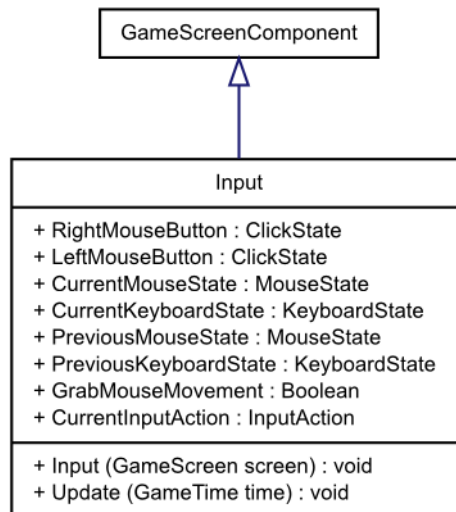 GameScreenComponent
Input
+ RightMouseButton : ClickState
+ LeftMouseButton : ClickState
+ CurrentMouseState : MouseState
+ CurrentKeyboardState : KeyboardState
+ PreviousMouseState : MouseState
+ PreviousKeyboardState : KeyboardState
+ GrabMouseMovement : Boolean
+ CurrentInputAction : InputAction
+ Input (GameScreen screen) : void
+ Update (GameTime time) : void